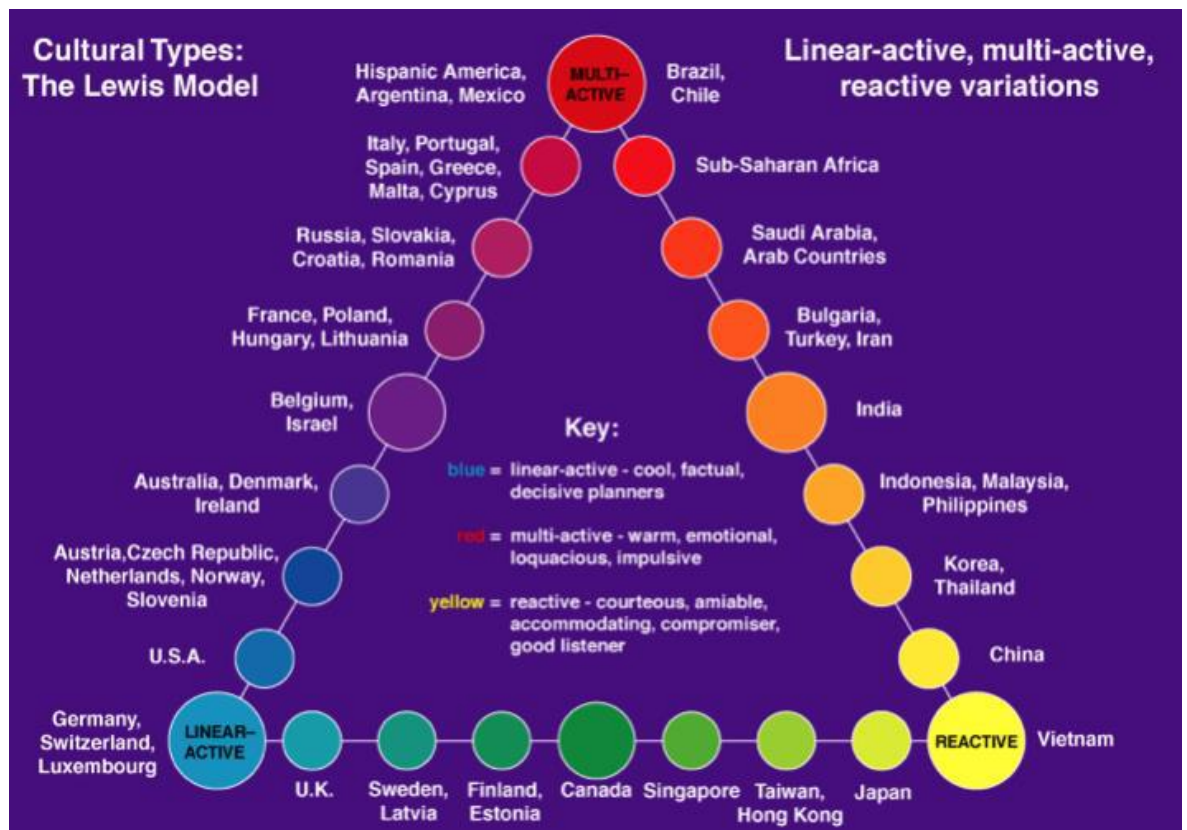 Cultural Types:
The Lewis Model
Linear-active, multi-active,
reactive variations
MULTI–
ACTIVE
Hispanic America,
Argentina, Mexico
Brazil,
Chile
Italy, Portugal,
Spain, Greece,
Malta, Cyprus
Sub-Saharan Africa
Russia, Slovakia,
Croatia, Romania
Saudi Arabia,
Arab Countries
France, Poland,
Hungary, Lithuania
Bulgaria,
Turkey, Iran
Belgium,
Israel
India
Australia, Denmark,
Ireland
Indonesia, Malaysia,
Philippines
Austria,Czech Republic,
Netherlands, Norway,
Slovenia
Korea,
Thailand
U.S.A.
China
Key:
blue = linear-active - cool, factual,
decisive planners
red = multi-active - warm, emotional,
loquacious, impulsive
yellow = reactive - courteous, amiable,
accommodating, compromiser,
good listener
Germany,
Switzerland,
Luxembourg
LINEAR–
ACTIVE
REACTIVE
Vietnam
U.K.
Sweden,
Latvia
Finland,
Estonia
Canada
Singapore
Taiwan,
Hong Kong
Japan